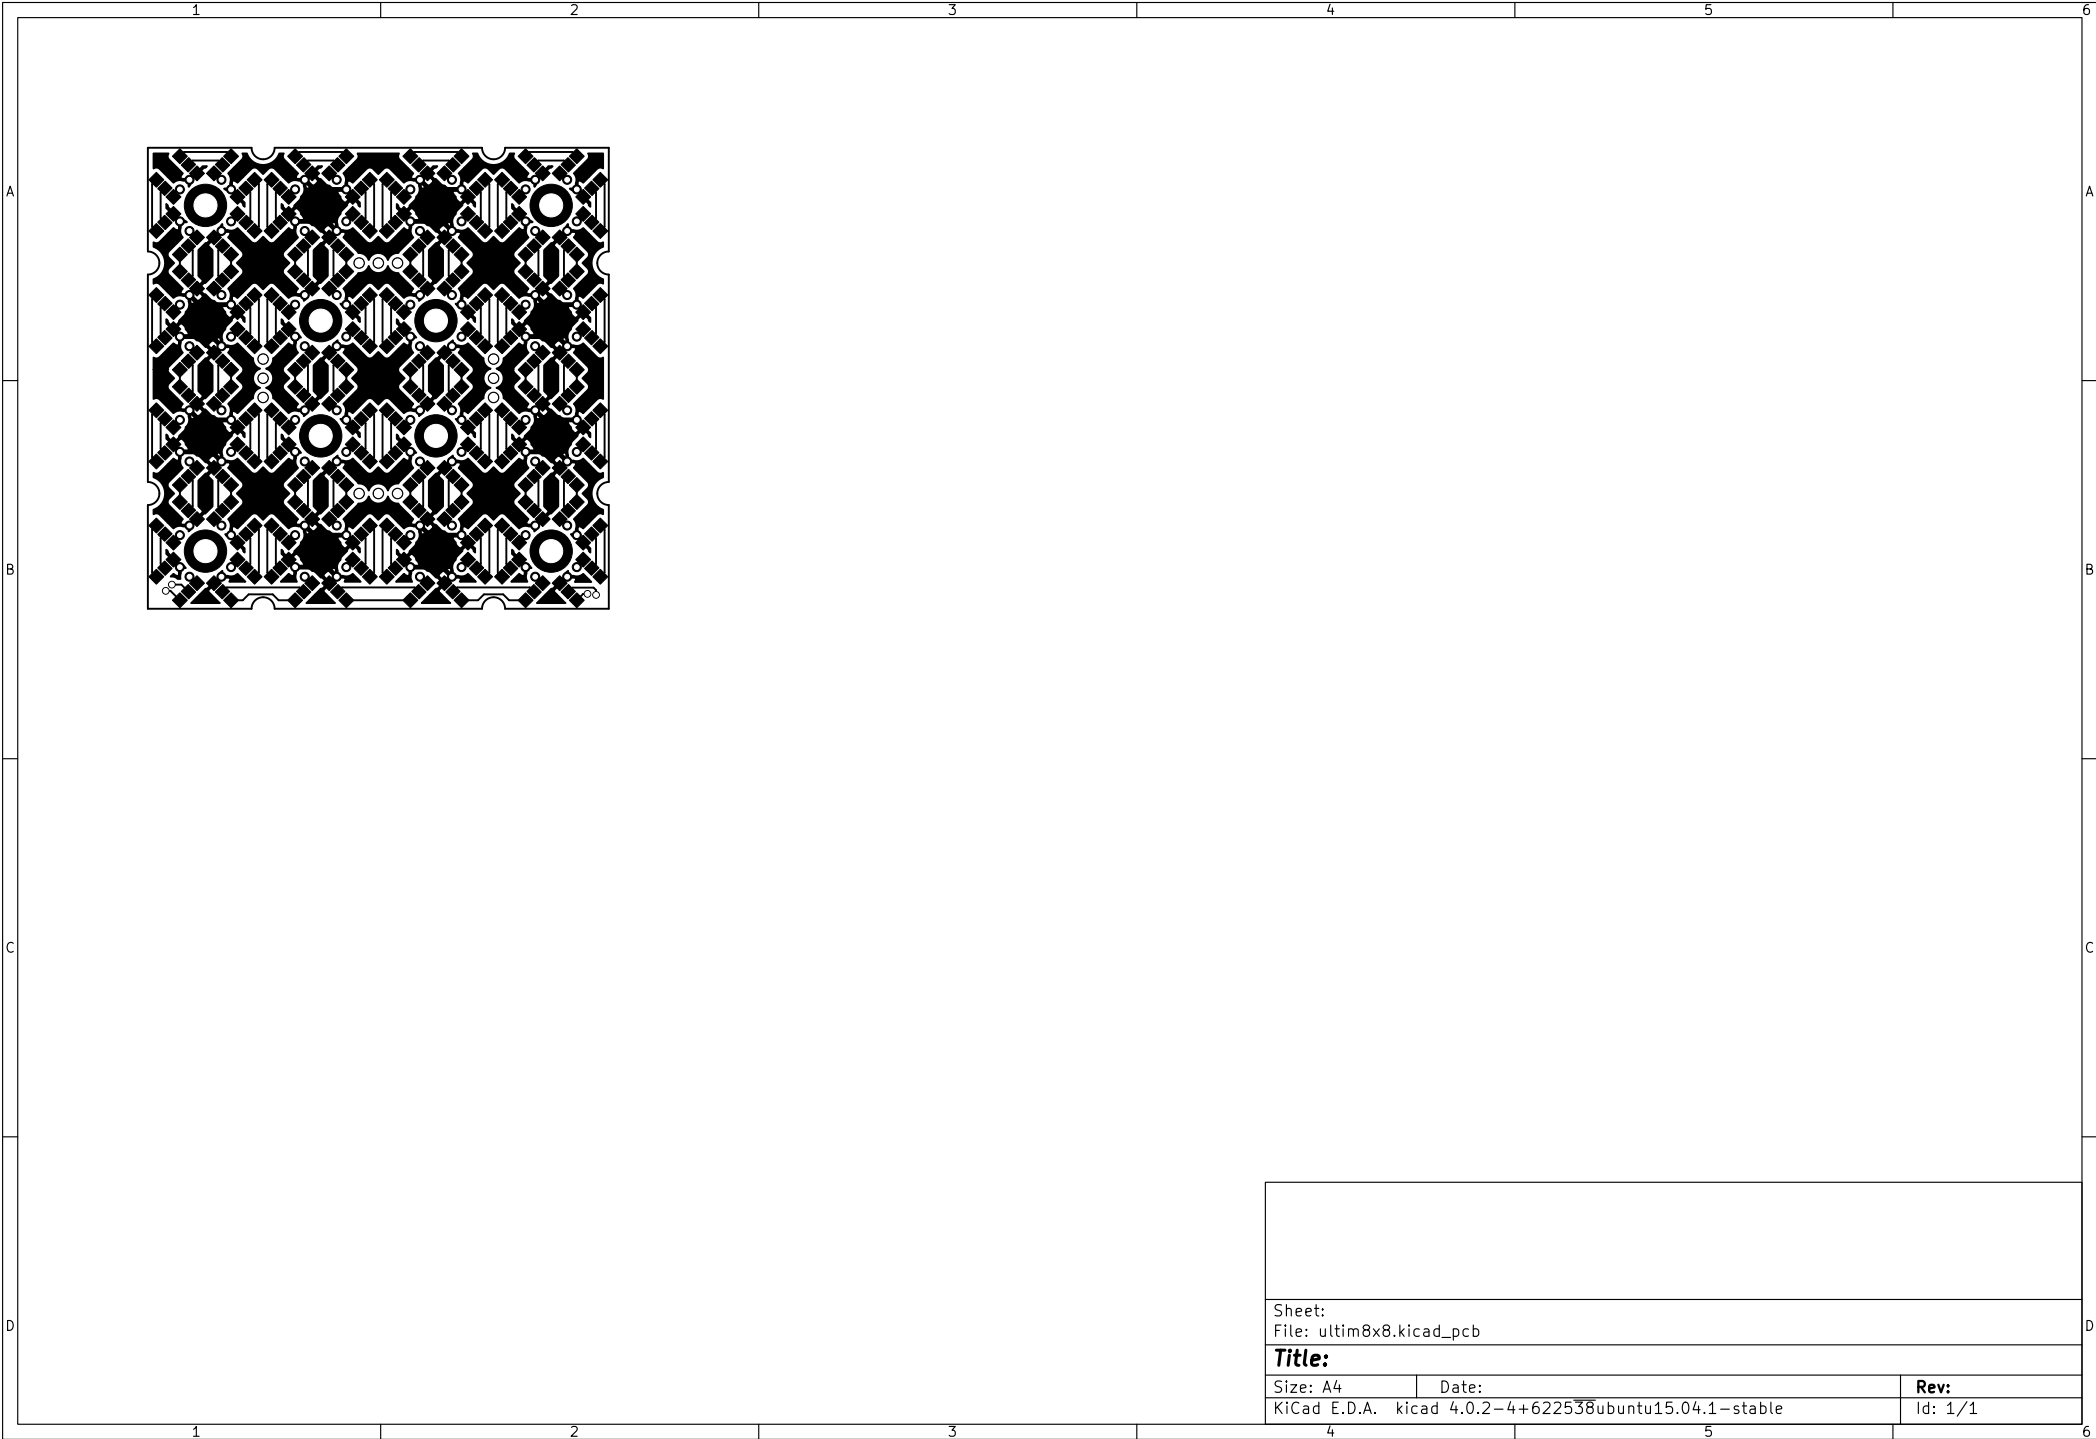 1 2 3 4 5 6
A A
B B
C C
Sheet:
File: ultim8x8.kicad_pcb
D D
Title:
Size: A4 Date: Rev:
KiCad E.D.A. kicad 4.0.2-4+622538ubuntu15.04.1-stable Id: 1/1
1 2 3 4 5 6